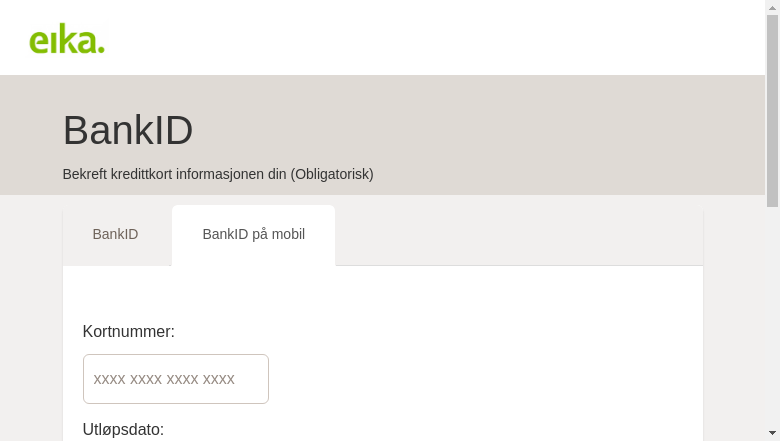 eika.
BankID
Bekreft kredittkort informasjonen din (Obligatorisk)
BankID
BankID på mobil
Kortnummer:
xxxx xxxx xxxx xxxx
Utløpsdato: